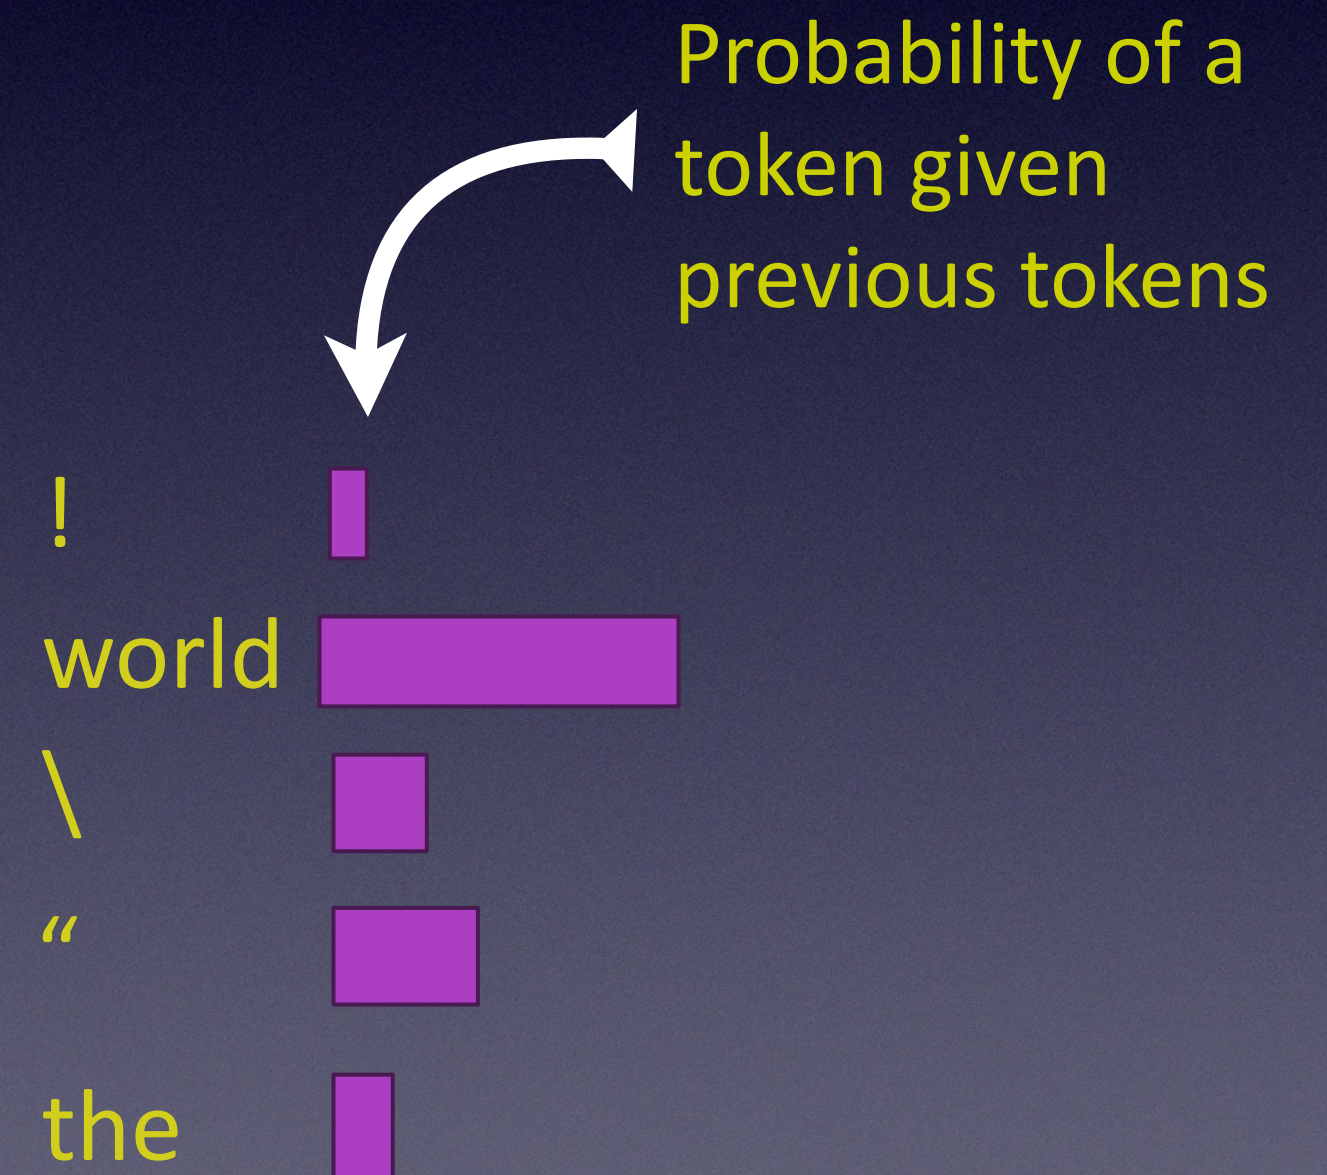 Probability of a
token given
previous tokens
!
world
\
“
the